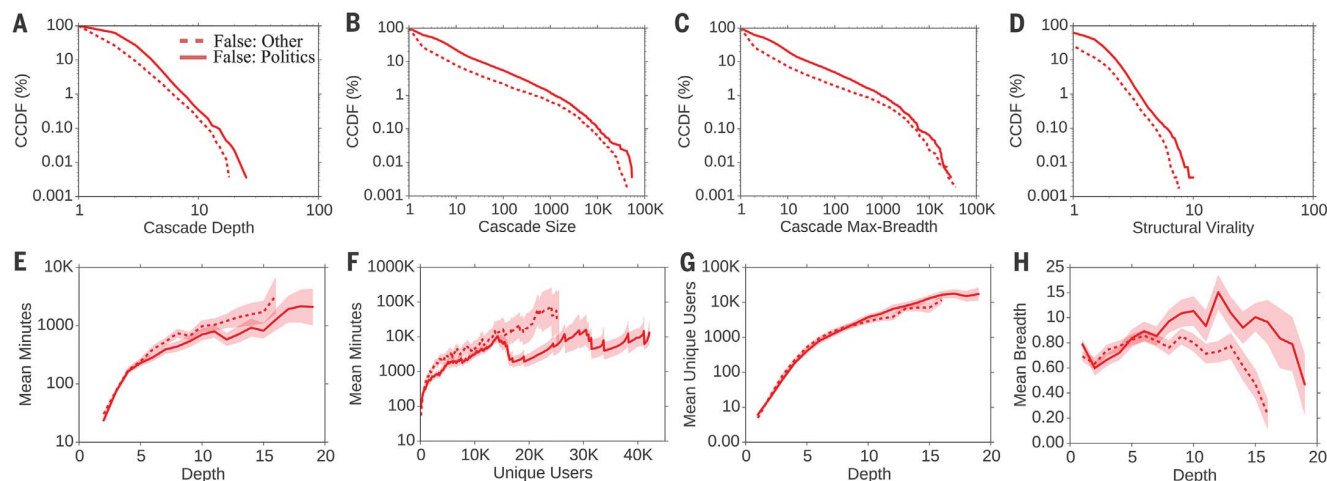 A
CCDF (%)
100
100%
10
1
0.10
0.01
0.001
1
10
100
Cascade Depth
False: Other
False: Politics
B
CCDF (%)
100%
10
1
0.10
0.01
0.001
1
10
100
1000
10K
100K
Cascade Size
C
CCDF (%)
100%
10
1
0.10
0.01
0.001
1
10
100
1000
10K
100K
Cascade Max-Breadth
D
CCDF (%)
100%
10
1
0.10
0.01
0.001
1
10
100
Structural Virality
E
Mean Minutes
10K
1000
100
10
0
5
10
15
20
Depth
F
Mean Minutes
1000K
100K
10K
1000
100
10
0
10K
20K
30K
40K
Unique Users
G
Mean Unique Users
100K
10K
1000
100
10
0.00
0
5
10
15
20
Depth
H
Mean Breadth
25
15
10
0.80
0.60
0.40
0.20
0.00
0
5
10
15
20
Depth